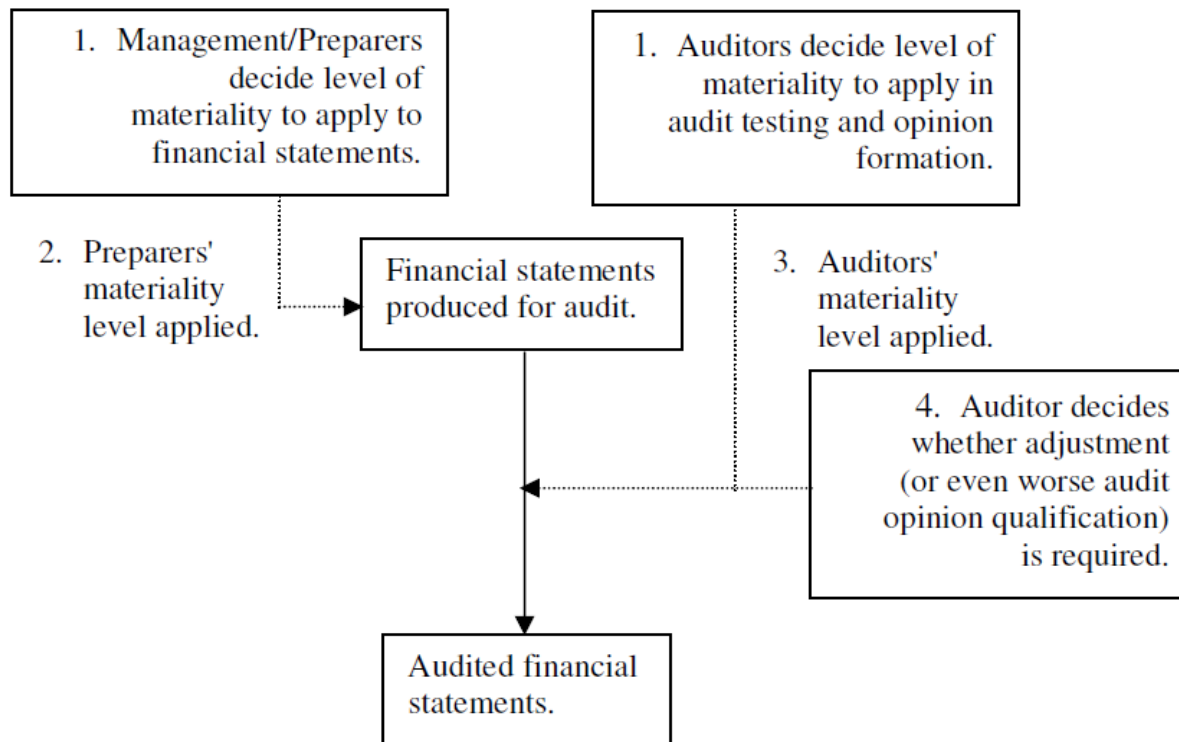 1. Management/Preparers
decide level of
materiality to apply to
financial statements.
1. Auditors decide level of
materiality to apply in
audit testing and opinion
formation.
2. Preparers'
materiality
level applied.
Financial statements
produced for audit.
3. Auditors'
materiality
level applied.
4. Auditor decides
whether adjustment
(or even worse audit
opinion qualification)
is required.
Audited financial
statements.